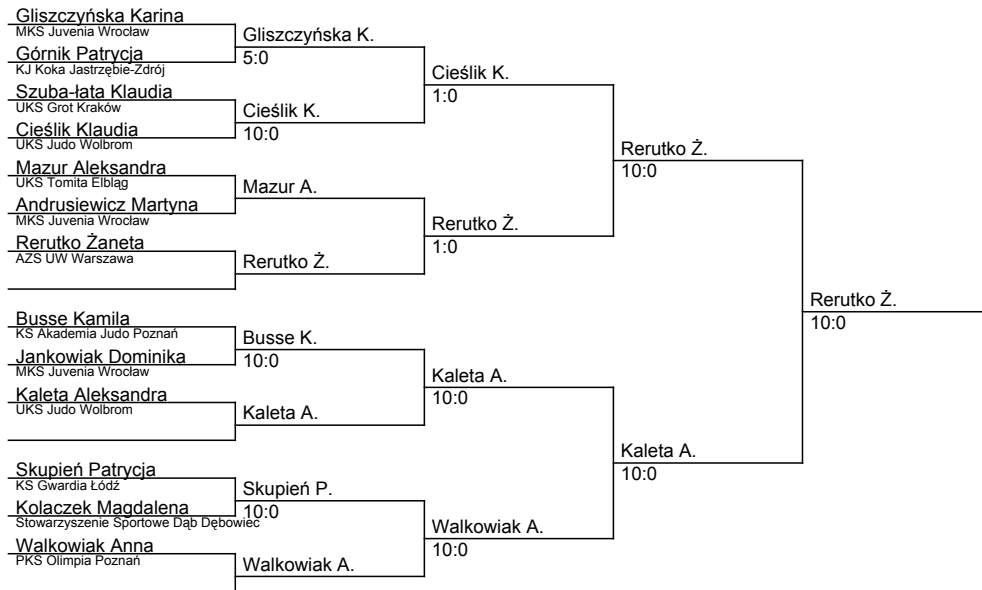 Gliszczyńska Karina
MKS Juvenia Wrocław
Górnik Patrycja
KJ Koka Jastrzębie-Zdrój
Szuba-łata Klaudia
UKS Grot Kraków
Cieślik Klaudia
UKS Judo Wolbrom
Mazur Aleksandra
UKS Tomita Elbląg
Andrusiewicz Martyna
MKS Juvenia Wrocław
Rerutko Żaneta
AZS UW Warszawa
Busse Kamila
KS Akademia Judo Poznań
Jankowiak Dominika
MKS Juvenia Wrocław
Kaleta Aleksandra
UKS Judo Wolbrom
Skupień Patrycja
KS Gwardia Łódź
Kolaczek Magdalena
Stowarzyszenie Sportowe Dąb Dębowiec
Walkowiak Anna
PKS Olimpia Poznań
Gliszczyńska K.
5:0
Cieślik K.
10:0
Mazur A.
Rerutko Ż.
Busse K.
10:0
Kaleta A.
Skupień P.
10:0
Walkowiak A.
Cieślik K.
1:0
Rerutko Ż.
1:0
Kaleta A.
10:0
Walkowiak A.
10:0
Rerutko Ż.
10:0
Kaleta A.
10:0
Rerutko Ż.
10:0